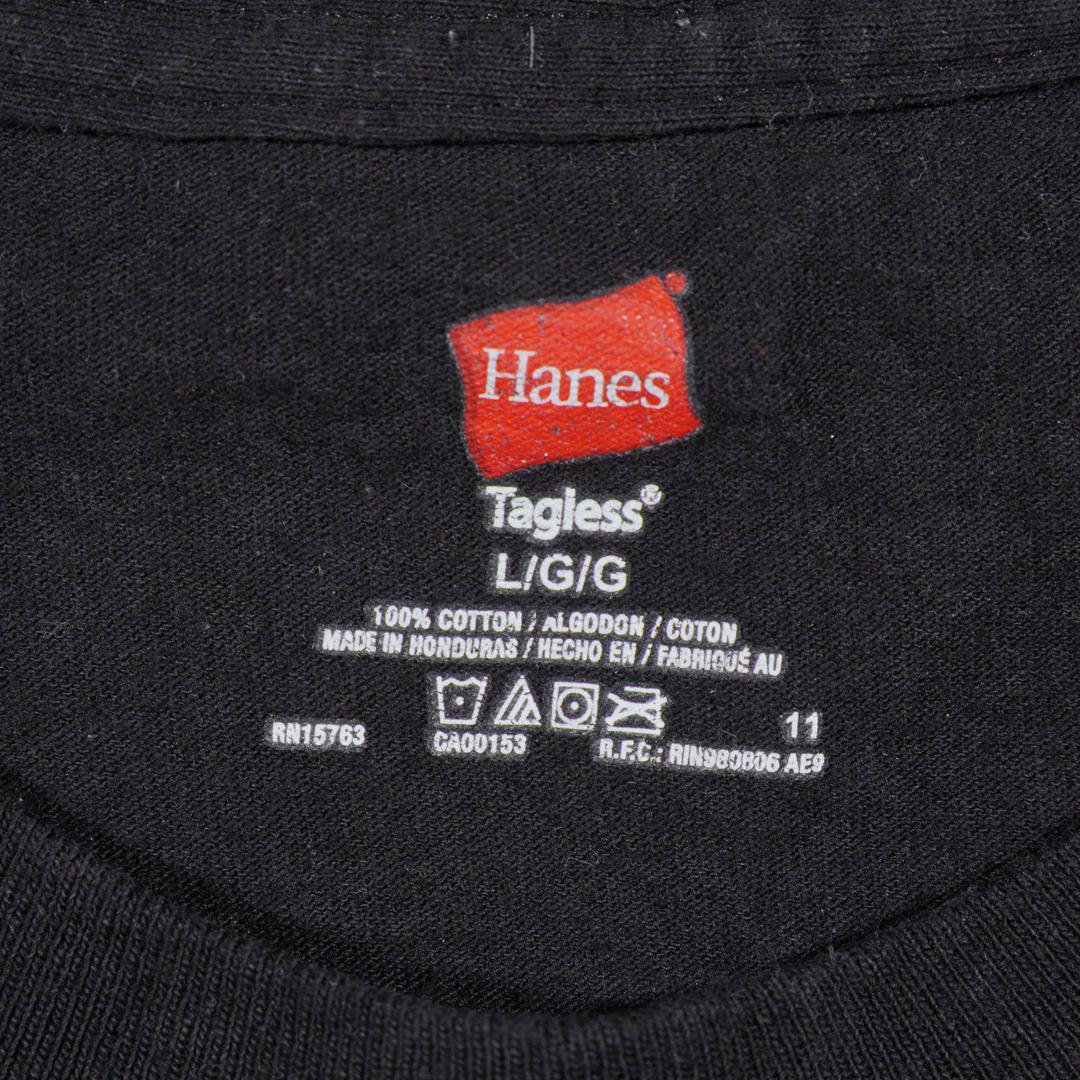 Hanes
Tagless®
L/G/G
100% COTTON / ALGODON / COTON
MADE IN HONDURAS / HECHO EN / FABRIQUÉ AU
11
RN15763 CA00153 R.F.C.: RIN980806 AE9